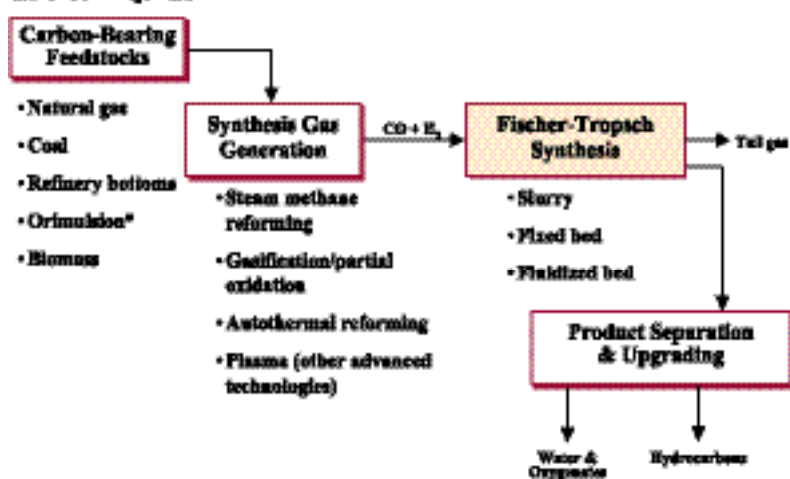 Carbon-Bearing
Feedstocks
• Natural gas
• Coal
• Refinery bottoms
• Orimulsion*
• Biomass
Synthesis Gas
Generation
• Steam methane
reforming
• Gasification/partial
oxidation
• Autothermal reforming
• Plasma (other advanced
technologies)
CO + H2
Fischer-Tropsch
Synthesis
• Slurry
• Fixed bed
• Fluidized bed
Tail gas
Product Separation
& Upgrading
Water &
Oxygenates
Hydrocarbons